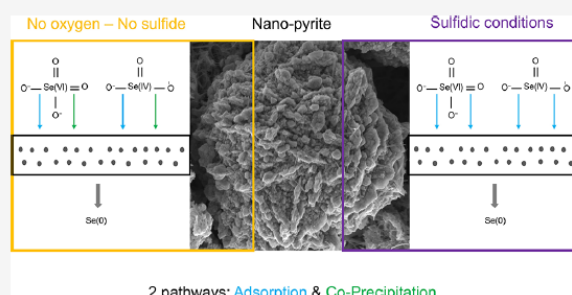 No oxygen – No sulfide
Nano-pyrite
Sulfidic conditions
O
O⁻ Se(VI) O
O⁻
O
O⁻ Se(IV) O⁻
Se(0)
O
O⁻ Se(VI) O
O⁻
O
O⁻ Se(IV) O⁻
Se(0)
2 pathways: Adsorption & Co-Precipitation